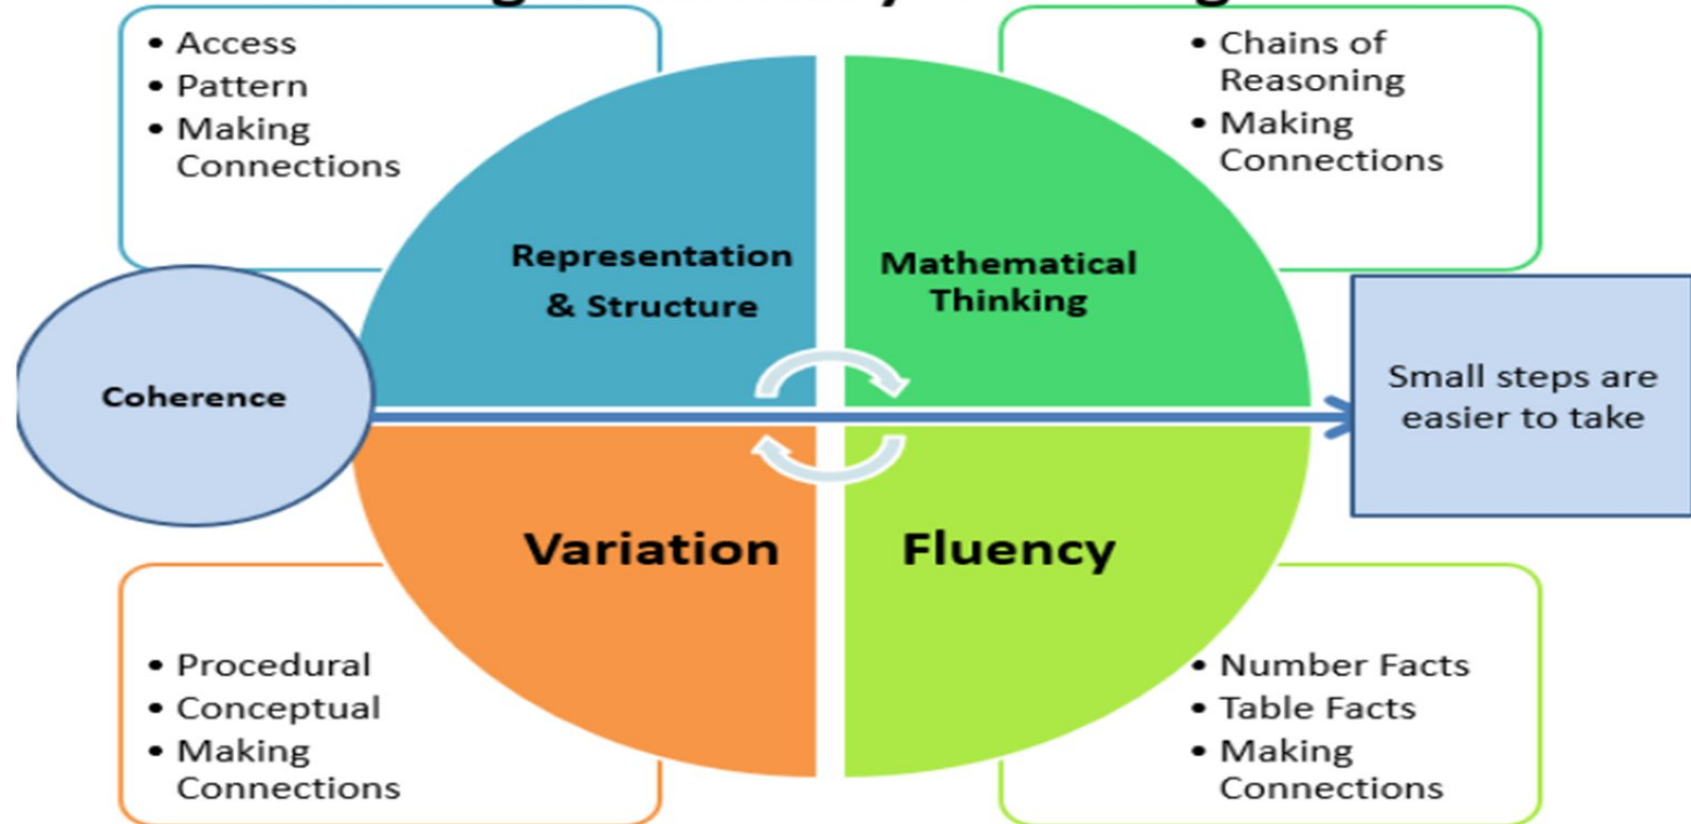 • Access
• Pattern
• Making
Connections
• Chains of
Reasoning
• Making
Connections
Representation
& Structure
Mathematical
Thinking
Coherence
Small steps are
easier to take
Variation
Fluency
• Procedural
• Conceptual
• Making
Connections
• Number Facts
• Table Facts
• Making
Connections